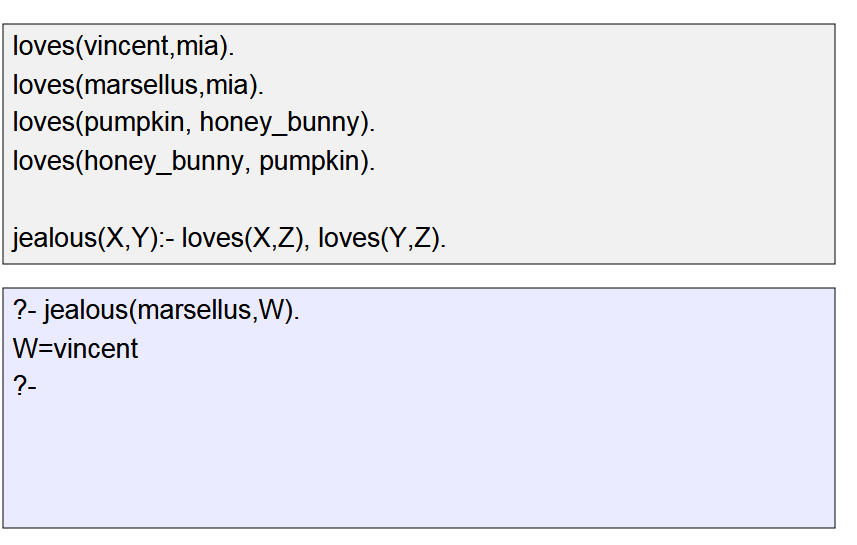 loves(vincent,mia).
loves(marsellus,mia).
loves(pumpkin, honey_bunny).
loves(honey_bunny, pumpkin).
jealous(X,Y):- loves(X,Z), loves(Y,Z).
?- jealous(marsellus,W).
W=vincent
?-